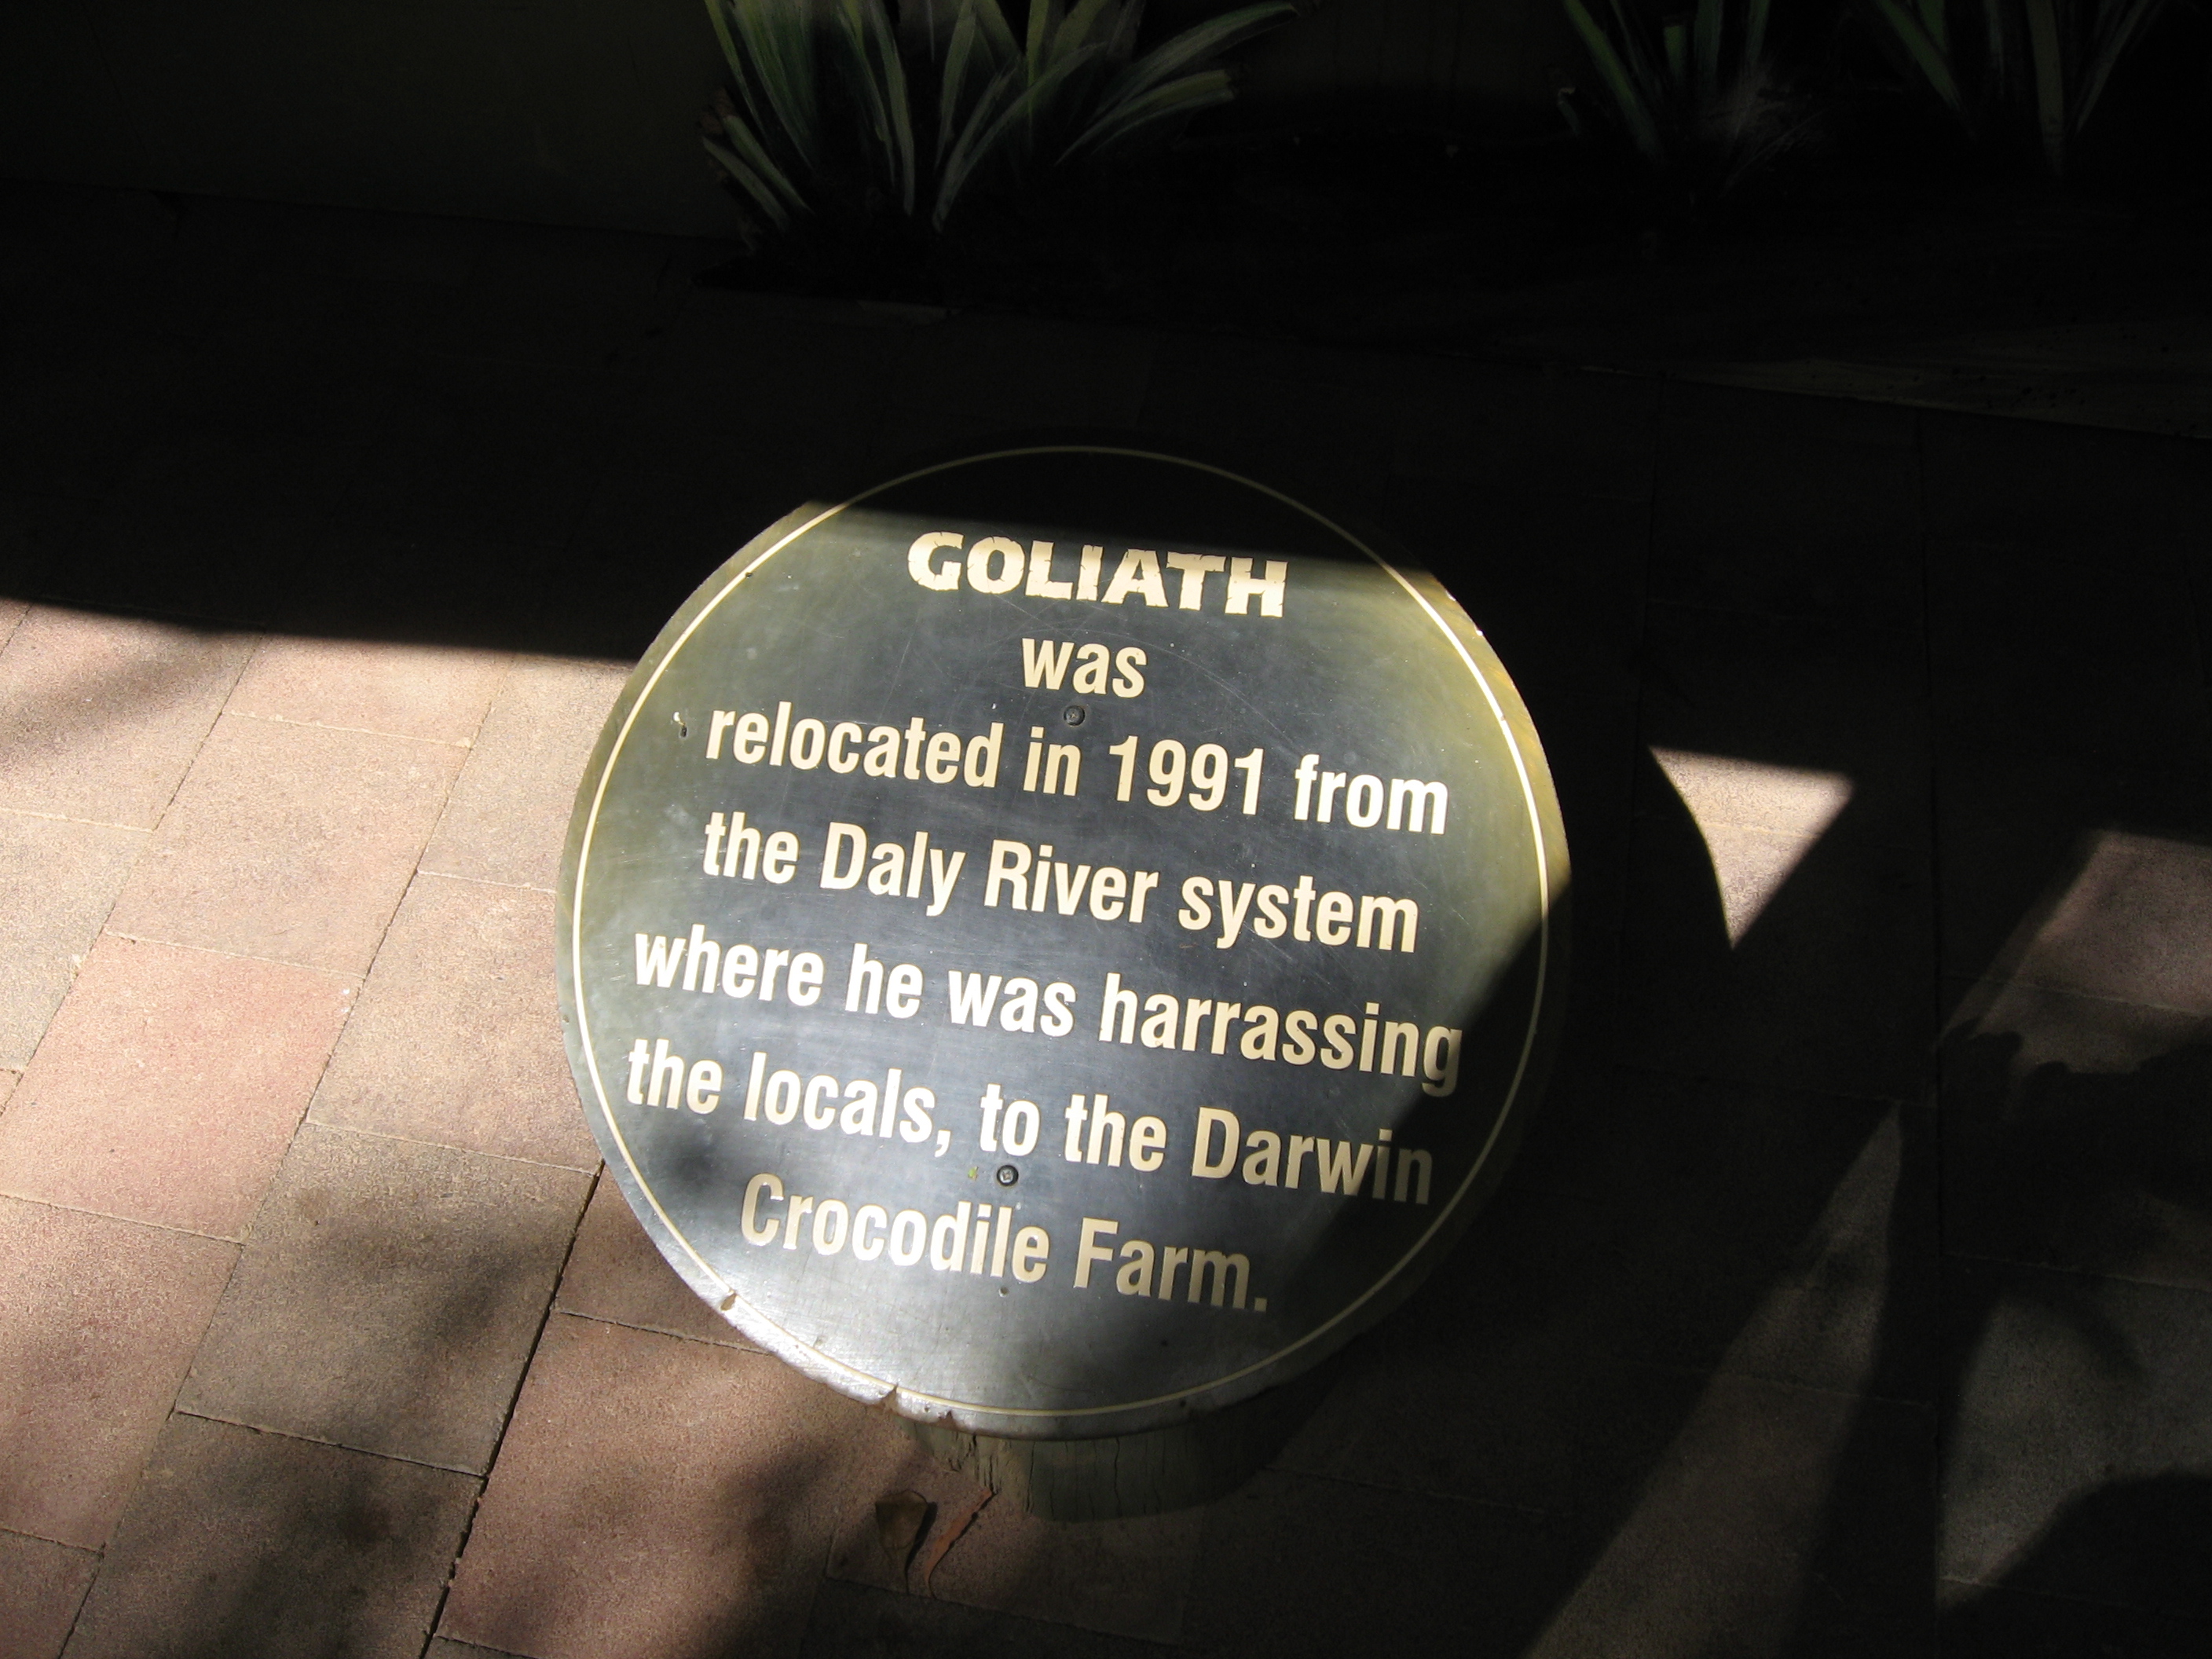 GOLIATH
was
relocated in 1991 from
the Daly River system
where he was harrassing
the locals, to the Darwin
Crocodile Farm.